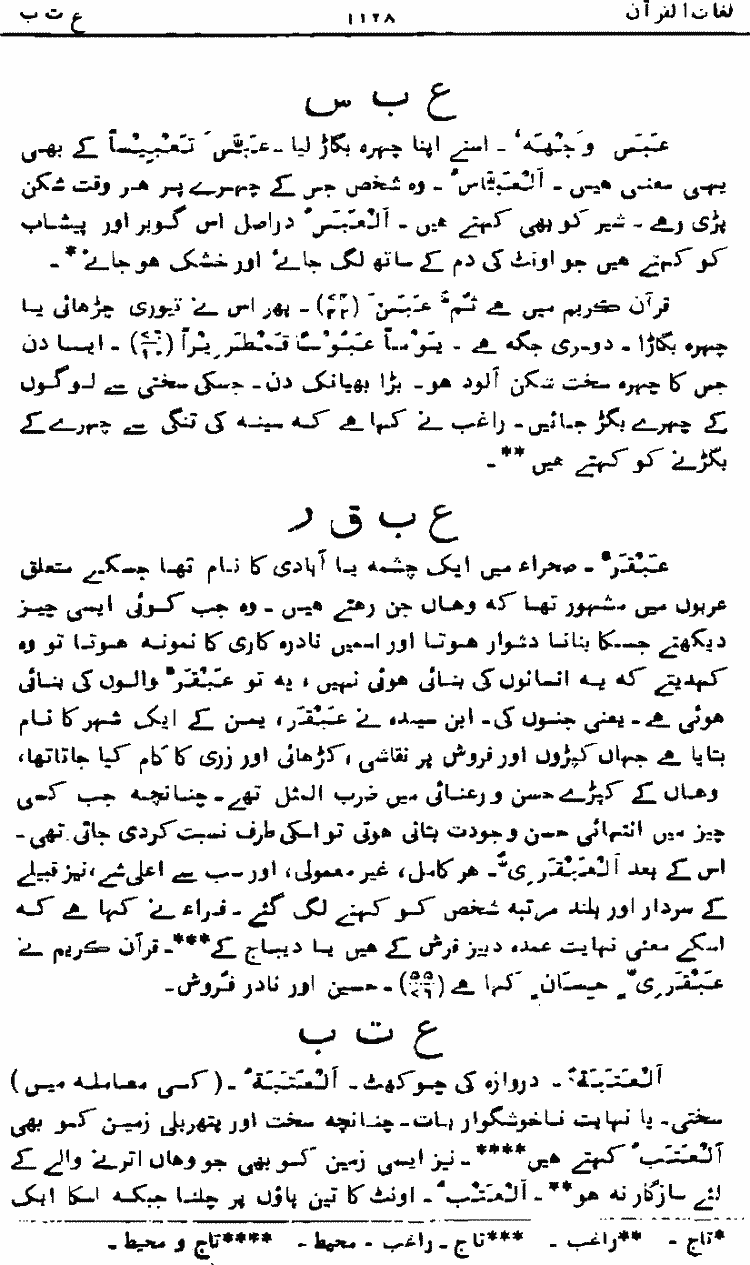 لغات القرآن ۱۱۲۸ ع ت ب
ع ب س
عَبَسَ وَجْهَهٗ ۔ اسنے اپنا چہرہ بگاڑ لیا ۔ عَبَّسَ تَعْبِیْساً کے بھی
یہی معنی ہیں ۔ اَلْعَبَّاسُ ۔ وہ شخص جس کے چہرے پر ہر وقت شکن
پڑی رہے ۔ شیر کو بھی کہتے ہیں ۔ اَلْعَبَسُ دراصل اس گوبر اور پیشاب
کو کہتے ہیں جو اونٹ کی دم کے ساتھ لگ جائے اور خشک ہو جائے* ۔
قرآن کریم میں ہے ثُمَّ عَبَسَ (۷۴/۲۲) ۔ پھر اس نے تیوری چڑھائی یا
چہرہ بگاڑا ۔ دوسری جگہ ہے ۔ یَوْماً عَبُوْساً قَمْطَرِیْراً (۷۶/۱۰) ۔ ایسا دن
جس کا چہرہ سخت شکن آلود ہو ۔ بڑا بھیانک دن ۔ جسکی سختی سے لوگوں
کے چہرے بگڑ جائیں ۔ راغب نے کہا ہے کہ سینہ کی تنگی سے چہرے کے
بگڑنے کو کہتے ہیں** ۔
ع ب ق ر
عَبْقَرٌ ۔ صحراء میں ایک چشمہ یا آبادی کا نام تھا جسکے متعلق
عربوں میں مشہور تھا کہ وہاں جن رہتے ہیں ۔ وہ جب کوئی ایسی چیز
دیکھتے جسکا بنانا دشوار ہوتا اور اسمیں نادرہ کاری کا نمونہ ہوتا تو وہ
کہدیتے کہ یہ انسانوں کی بنائی ہوئی نہیں ، یہ تو عَبْقَرٌ والوں کی بنائی
ہوئی ہے ۔ یعنی جنوں کی ۔ ابن سیدہ نے عَبْقَر، یمن کے ایک شہر کا نام
بتایا ہے جہاں کپڑوں اور فروش پر نقاشی ، کڑھائی اور زری کا کام کیا جاتا تھا،
وہاں کے کپڑے حسن و رعنائی میں ضرب المثل تھے ۔ چنانچہ جب کسی
چیز میں انتہائی حسن و جودت بتانی ہوتی تو اسکی طرف نسبت کردی جاتی تھی ۔
اس کے بعد اَلْعَبْقَرِیُّ ۔ ہر کامل، غیر معمولی، اور سب سے اعلی شے، نیز قبیلے
کے سردار اور بلند مرتبہ شخص کو کہنے لگ گئے ۔ فراء نے کہا ہے کہ
اسکے معنی نہایت عمدہ دبیز فرش کے ہیں یا دیباج کے*** ۔ قرآن کریم نے
عَبْقَرِیٍّ حِسَانٍ کہا ہے (۵۵/۷۶) ۔ حسین اور نادر فروش ۔
ع ت ب
اَلْعَتَبَةُ ۔ دروازہ کی چوکھٹ ۔ اَلْعَتَبَةُ ۔ (کسی معاملہ میں)
سختی ۔ یا نہایت ناخوشگوار بات ۔ چنانچہ سخت اور پتھریلی زمین کو بھی
اَلْعَتَبُ کہتے ہیں**** ۔ نیز ایسی زمین کو بھی جو وہاں اترنے والے کے
لئے سازگار نہ ہو** ۔ اَلْعَتْبُ ۔ اونٹ کا تین پاؤں پر چلنا جبکہ اسکا ایک
*تاج ۔ **راغب ۔ ***تاج ۔ راغب ۔ محیط ۔ ****تاج و محیط ۔